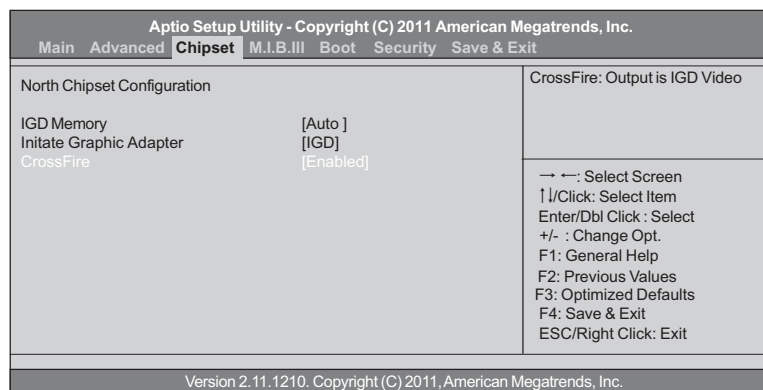 Aptio Setup Utility - Copyright (C) 2011 American Megatrends, Inc.
Main Advanced Chipset M.I.B.III Boot Security Save & Exit
North Chipset Configuration
IGD Memory [Auto ]
Initate Graphic Adapter [IGD]
CrossFire [Enabled]
CrossFire: Output is IGD Video
→ ←: Select Screen
↑↓/Click: Select Item
Enter/Dbl Click : Select
+/- : Change Opt.
F1: General Help
F2: Previous Values
F3: Optimized Defaults
F4: Save & Exit
ESC/Right Click: Exit
Version 2.11.1210. Copyright (C) 2011, American Megatrends, Inc.